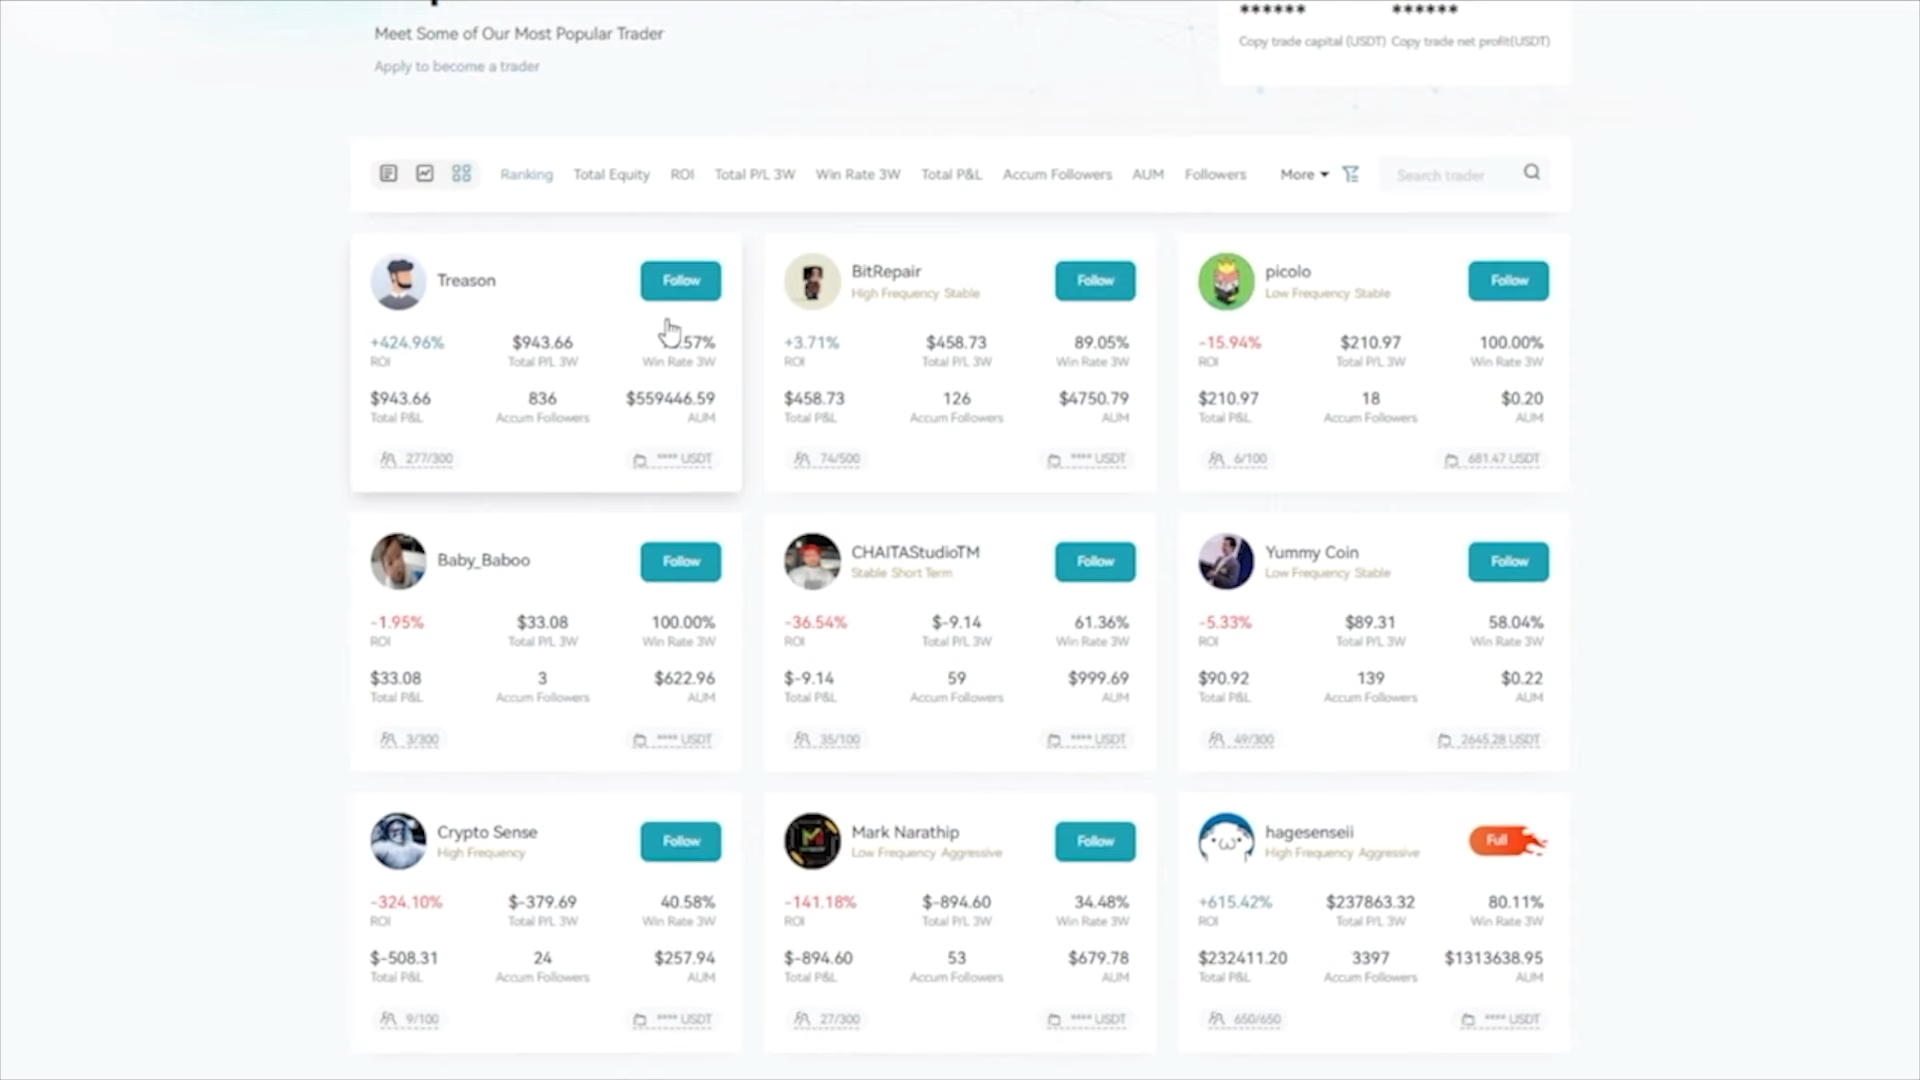 ****** ******
Meet Some of Our Most Popular Trader
Copy trade capital (USDT) Copy trade net profit(USDT)
Apply to become a trader
Ranking Total Equity ROI Total P/L 3W Win Rate 3W Total P&L Accum Followers AUM Followers More Search trader
Treason Follow
+424.96% $943.66 .57%
ROI Total P/L 3W Win Rate 3W
$943.66 836 $559446.59
Total P&L Accum Followers AUM
277/300 **** USDT
BitRepair Follow
High Frequency Stable
+3.71% $458.73 89.05%
ROI Total P/L 3W Win Rate 3W
$458.73 126 $4750.79
Total P&L Accum Followers AUM
74/500 **** USDT
picolo Follow
Low Frequency Stable
-15.94% $210.97 100.00%
ROI Total P/L 3W Win Rate 3W
$210.97 18 $0.20
Total P&L Accum Followers AUM
6/100 681.47 USDT
Baby_Baboo Follow
-1.95% $33.08 100.00%
ROI Total P/L 3W Win Rate 3W
$33.08 3 $622.96
Total P&L Accum Followers AUM
3/300 **** USDT
CHAITAStudioTM Follow
Stable Short Term
-36.54% $-9.14 61.36%
ROI Total P/L 3W Win Rate 3W
$-9.14 59 $999.69
Total P&L Accum Followers AUM
35/100 **** USDT
Yummy Coin Follow
Low Frequency Stable
-5.33% $89.31 58.04%
ROI Total P/L 3W Win Rate 3W
$90.92 139 $0.22
Total P&L Accum Followers AUM
49/300 2645.28 USDT
Crypto Sense Follow
High Frequency
-324.10% $-379.69 40.58%
ROI Total P/L 3W Win Rate 3W
$-508.31 24 $257.94
Total P&L Accum Followers AUM
9/100 **** USDT
Mark Narathip Follow
Low Frequency Aggressive
-141.18% $-894.60 34.48%
ROI Total P/L 3W Win Rate 3W
$-894.60 53 $679.78
Total P&L Accum Followers AUM
27/300 **** USDT
hagesenseii Full
High Frequency Aggressive
+615.42% $237863.32 80.11%
ROI Total P/L 3W Win Rate 3W
$232411.20 3397 $1313638.95
Total P&L Accum Followers AUM
650/650 **** USDT